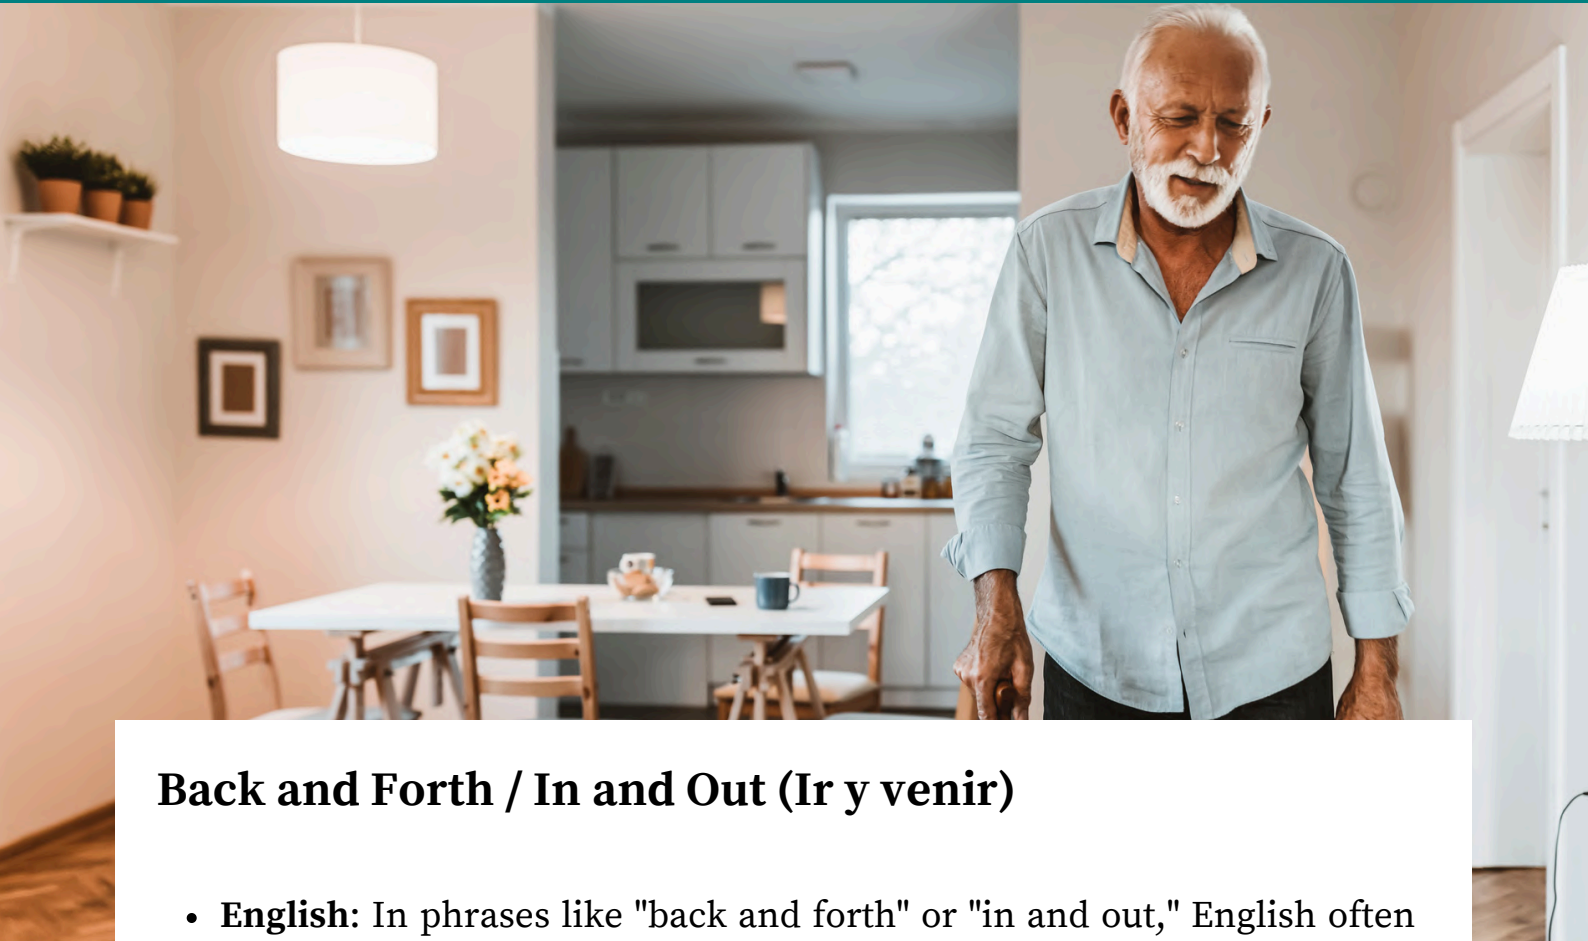 Back and Forth / In and Out (Ir y venir)
• English: In phrases like "back and forth" or "in and out," English often